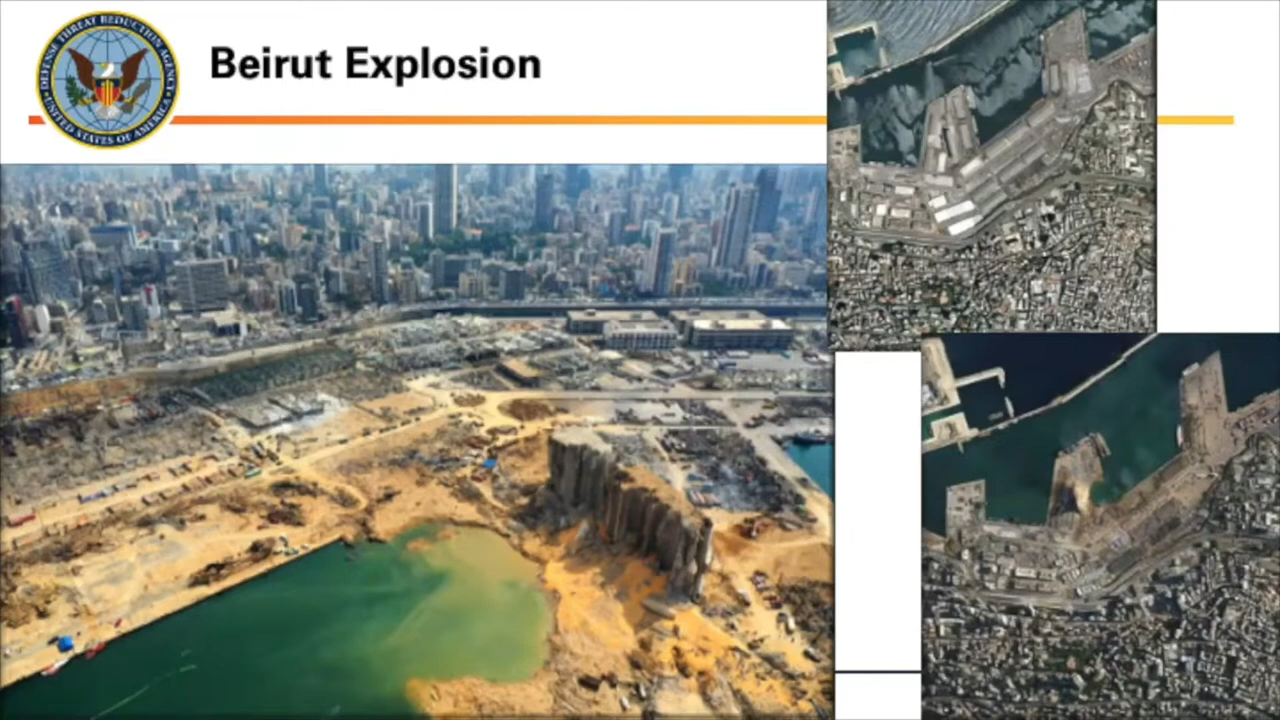 DEFENSE THREAT REDUCTION AGENCY
UNITED STATES OF AMERICA
Beirut Explosion